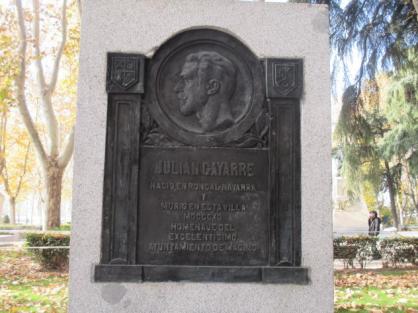 JULIAN GAYARRE
NACIO EN RONCAL-NAVARRA
Y
MURIO EN ESTA VILLA
MDCCCXC
HOMENAJE DEL
EXCELENTISIMO
AYUNTAMIENTO DE MADRID